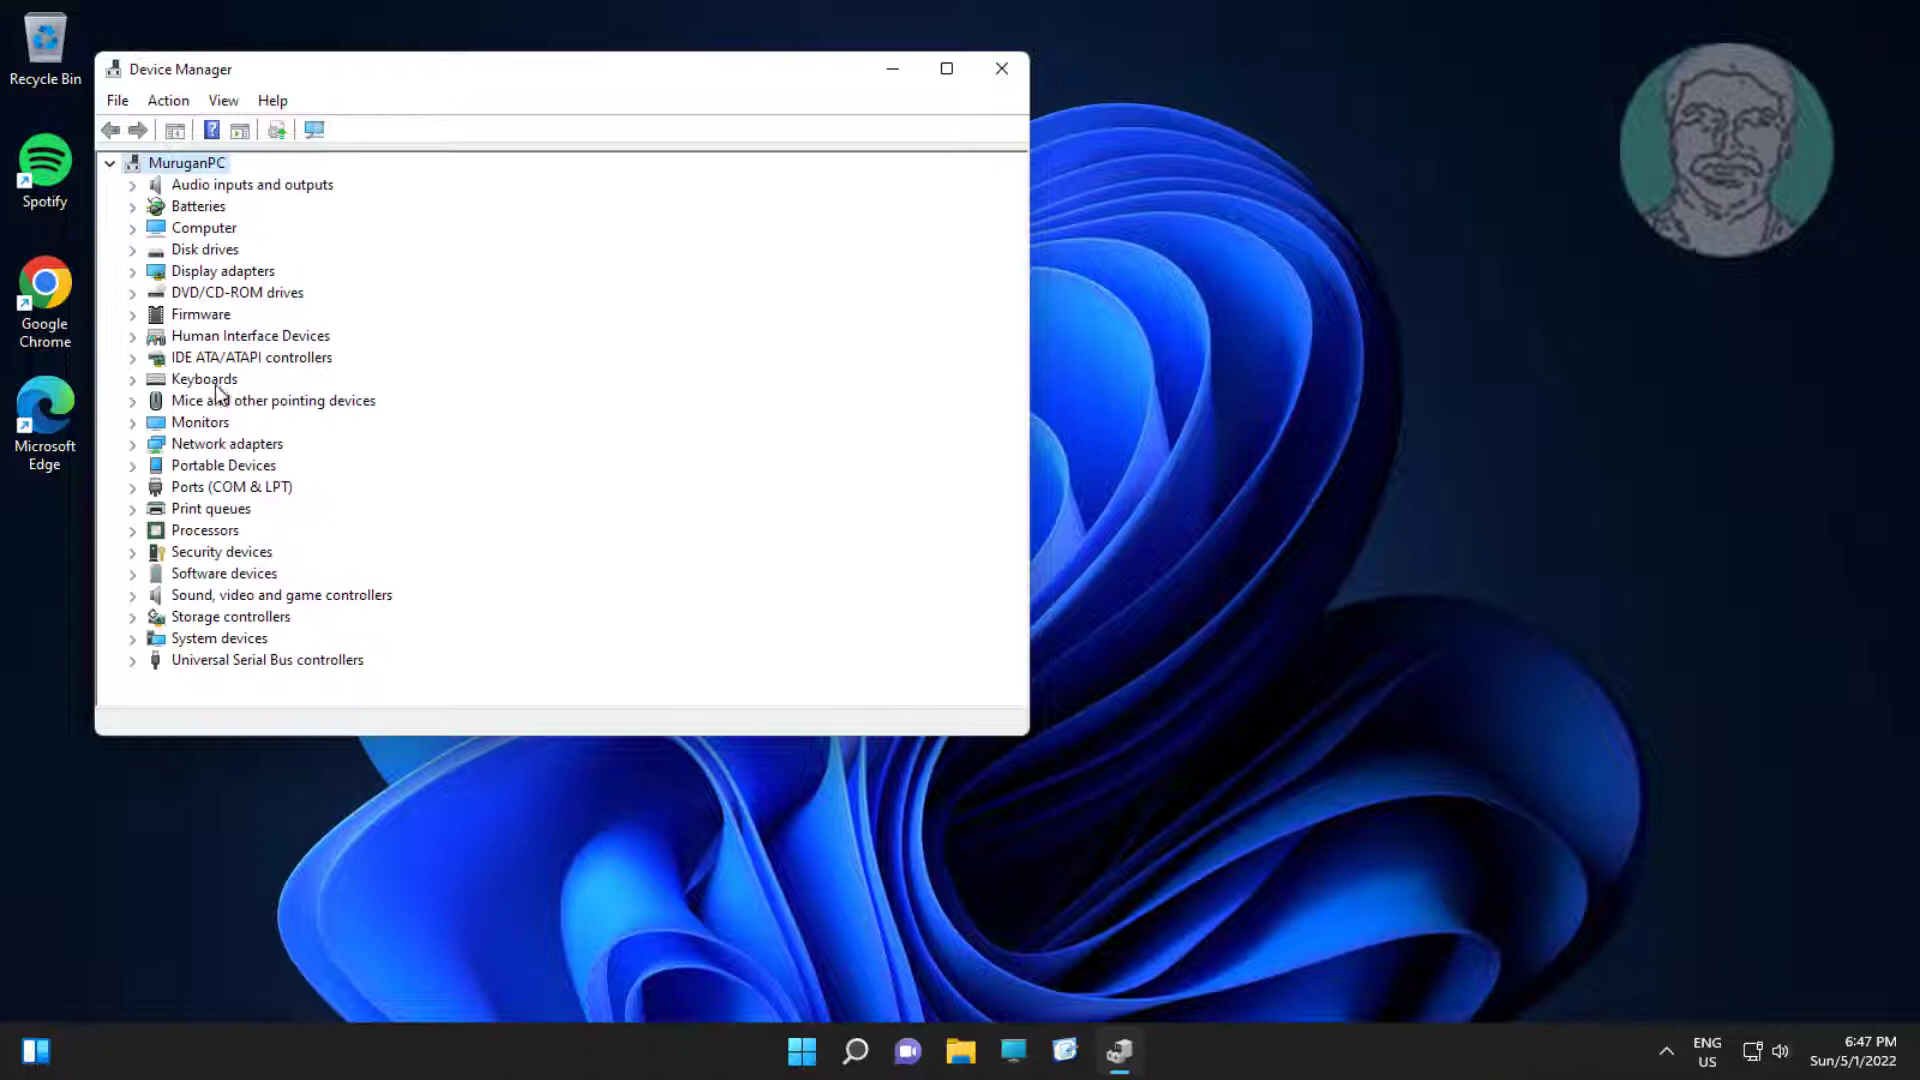 Recycle Bin
Spotify
Google
Chrome
Microsoft
Edge
Device Manager
File Action View Help
MuruganPC
Audio inputs and outputs
Batteries
Computer
Disk drives
Display adapters
DVD/CD-ROM drives
Firmware
Human Interface Devices
IDE ATA/ATAPI controllers
Keyboards
Mice and other pointing devices
Monitors
Network adapters
Portable Devices
Ports (COM & LPT)
Print queues
Processors
Security devices
Software devices
Sound, video and game controllers
Storage controllers
System devices
Universal Serial Bus controllers
ENG
US
6:47 PM
Sun/5/1/2022